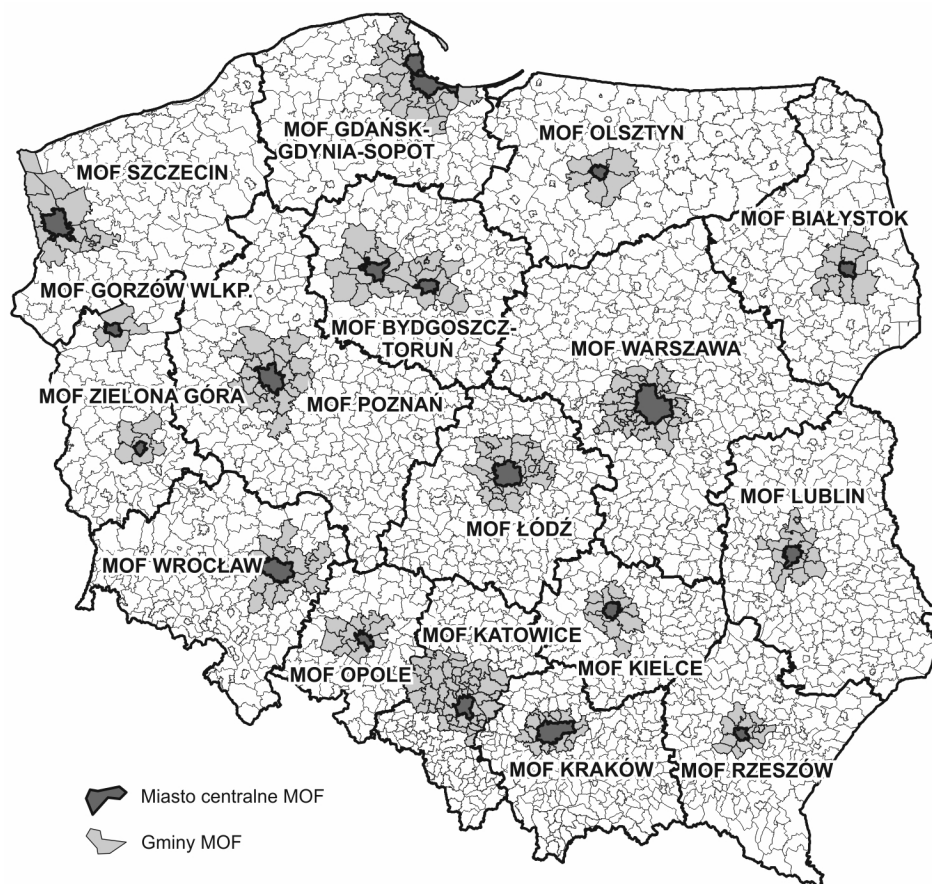 MOF GDAŃSK-
GDYNIA-SOPOT
MOF OLSZTYN
MOF SZCZECIN
MOF BIAŁYSTOK
MOF GORZÓW WLKP.
MOF BYDGOSZCZ-
TORUŃ
MOF WARSZAWA
MOF ZIELONA GÓRA
MOF POZNAŃ
MOF LUBLIN
MOF ŁÓDŹ
MOF WROCŁAW
MOF KATOWICE
MOF KIELCE
MOF OPOLE
MOF KRAKÓW
MOF RZESZÓW
Miasto centralne MOF
Gminy MOF